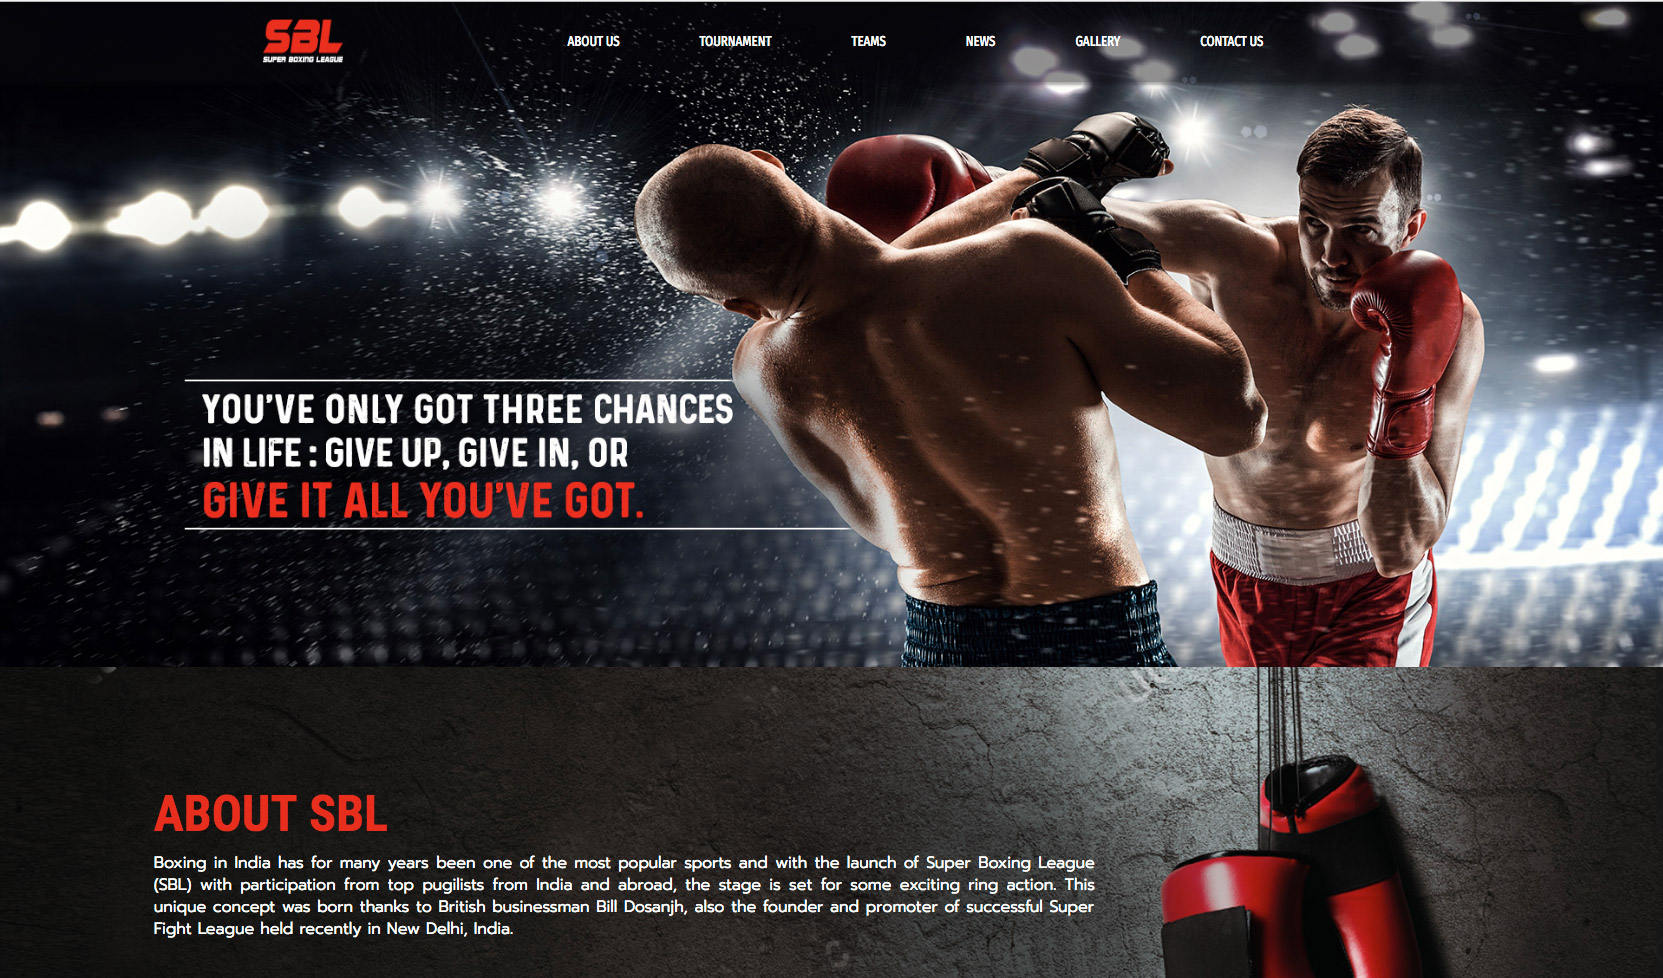 SBL
SUPER BOXING LEAGUE
ABOUT US
TOURNAMENT
TEAMS
NEWS
GALLERY
CONTACT US
YOU'VE ONLY GOT THREE CHANCES
IN LIFE : GIVE UP, GIVE IN, OR
GIVE IT ALL YOU'VE GOT.
ABOUT SBL
Boxing in India has for many years been one of the most popular sports and with the launch of Super Boxing League
(SBL) with participation from top pugilists from India and abroad, the stage is set for some exciting ring action. This
unique concept was born thanks to British businessman Bill Dosanjh, also the founder and promoter of successful Super
Fight League held recently in New Delhi, India.